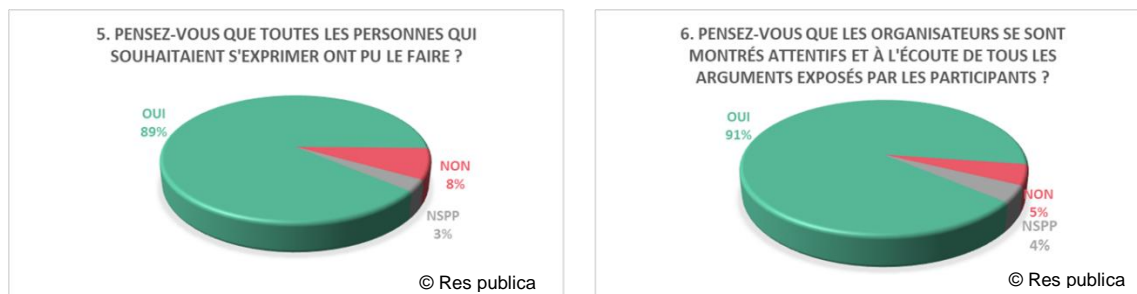 5. PENSEZ-VOUS QUE TOUTES LES PERSONNES QUI
SOUHAITAIENT S'EXPRIMER ONT PU LE FAIRE ?
OUI
89%
NON
8%
NSPP
3%
© Res publica
6. PENSEZ-VOUS QUE LES ORGANISATEURS SE SONT
MONTRÉS ATTENTIFS ET À L'ÉCOUTE DE TOUS LES
ARGUMENTS EXPOSÉS PAR LES PARTICIPANTS ?
OUI
91%
NON
5%
NSPP
4%
© Res publica